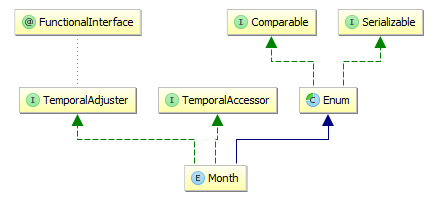 @ FunctionalInterface
I Comparable
I Serializable
I TemporalAdjuster
I TemporalAccessor
C Enum
E Month